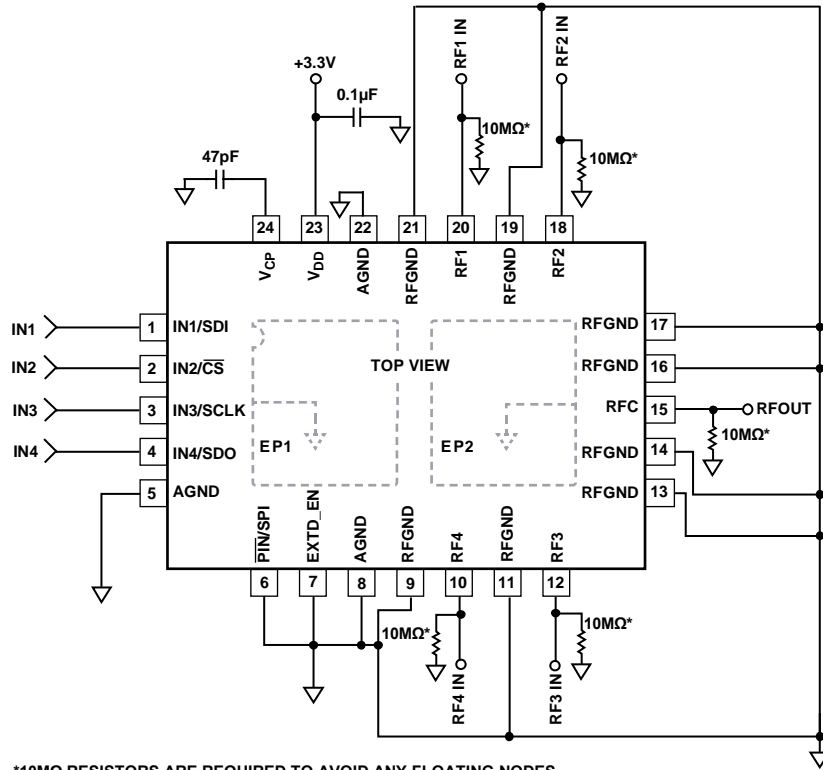 +3.3V
RF1 IN
RF2 IN
0.1µF
10MΩ*
10MΩ*
47pF
24
23
22
21
20
19
18
VCP
VDD
AGND
RFGND
RF1
RFGND
RF2
IN1
1
IN1/SDI
RFGND
17
TOP VIEW
IN2
2
IN2/C̅S̅
RFGND
16
IN3
3
IN3/SCLK
RFC
15
RFOUT
10MΩ*
IN4
4
IN4/SDO
EP1
EP2
RFGND
14
5
AGND
RFGND
13
P̅I̅N̅/SPI
EXTD_EN
AGND
RFGND
RF4
RFGND
RF3
6
7
8
9
10
11
12
10MΩ*
10MΩ*
RF4 IN
RF3 IN
*10MΩ RESISTORS ARE REQUIRED TO AVOID ANY FLOATING NODES